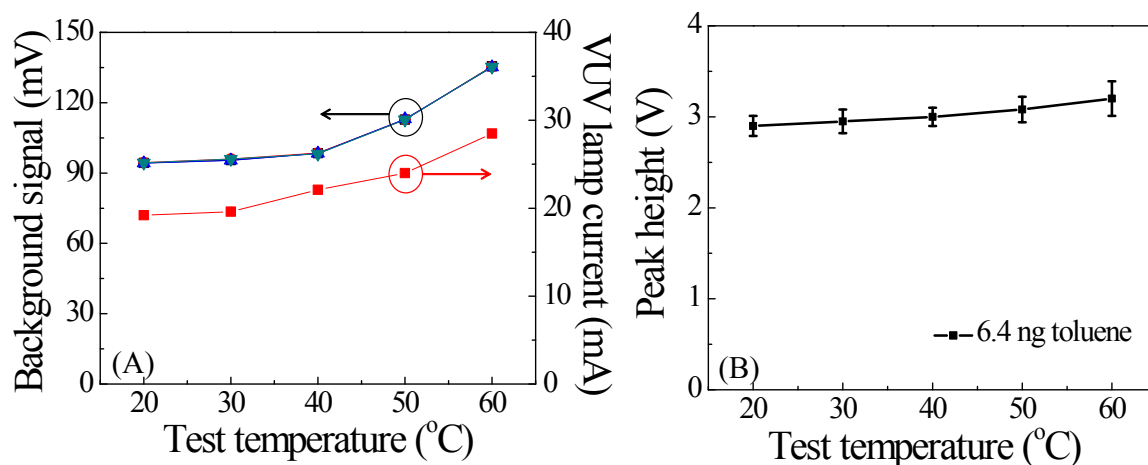 Background signal (mV)
150
120
90
60
30
0
(A)
20 30 40 50 60
Test temperature (°C)
40
30
20
10
0
VUV lamp current (mA)
Peak height (V)
4
3
2
1
0
6.4 ng toluene
(B)
20 30 40 50 60
Test temperature (°C)